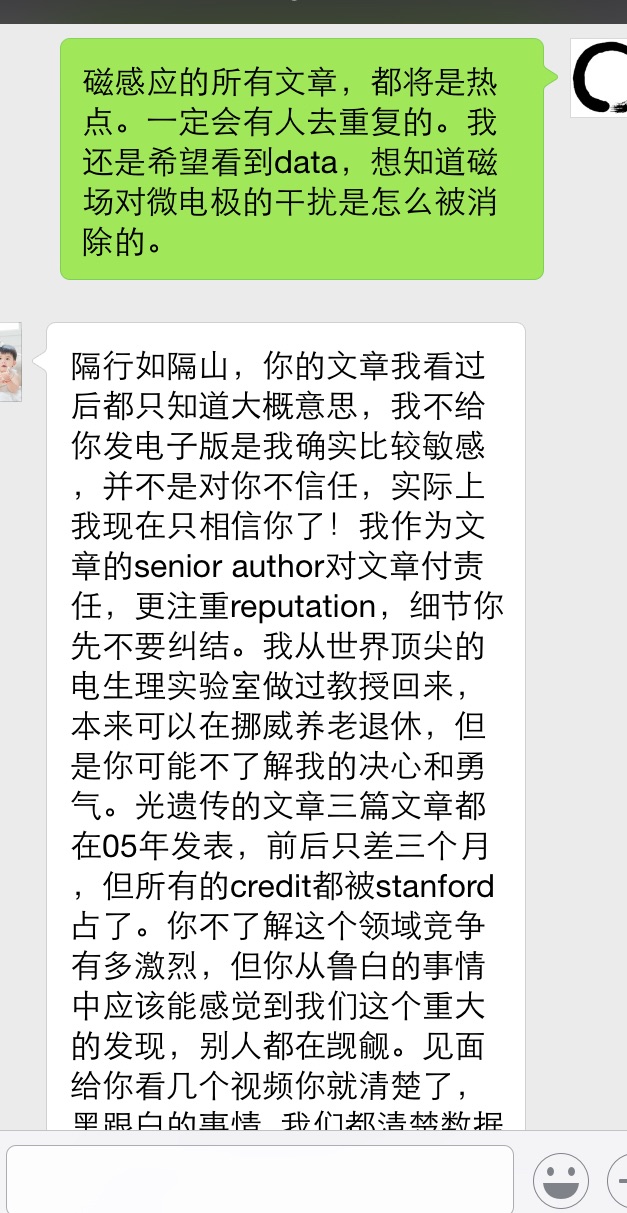 磁感应的所有文章，都将是热
点。一定会有人去重复的。我
还是希望看到data，想知道磁
场对微电极的干扰是怎么被消
除的。
隔行如隔山，你的文章我看过
后都只知道大概意思，我不给
你发电子版是我确实比较敏感
，并不是对你不信任，实际上
我现在只相信你了！我作为文
章的senior author对文章付责
任，更注重reputation，细节你
先不要纠结。我从世界顶尖的
电生理实验室做过教授回来，
本来可以在挪威养老退休，但
是你可能不了解我的决心和勇
气。光遗传的文章三篇文章都
在05年发表，前后只差三个月
，但所有的credit都被stanford
占了。你不了解这个领域竞争
有多激烈，但你从鲁白的事情
中应该能感觉到我们这个重大
的发现，别人都在觊觎。见面
给你看几个视频你就清楚了，
黑跟白的事情 我们都清楚数据